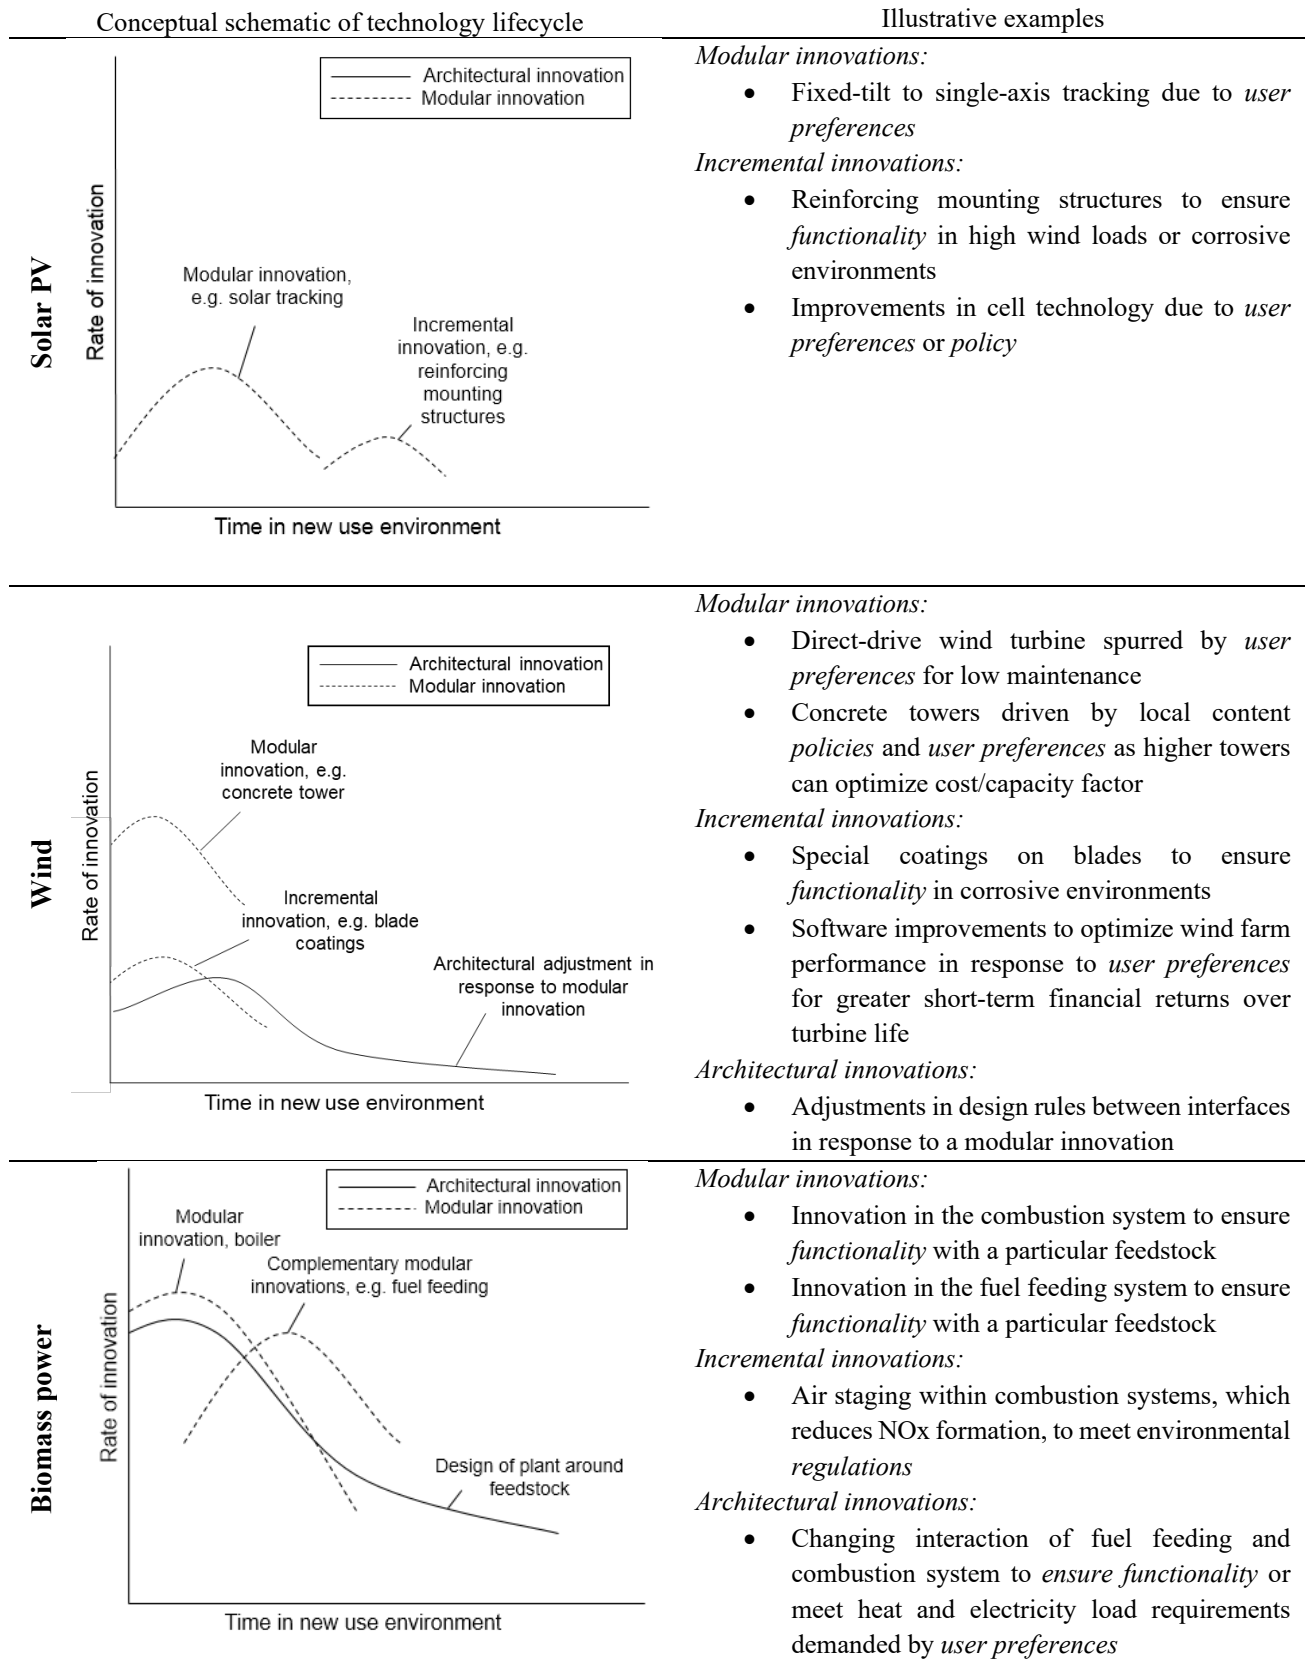 Conceptual schematic of technology lifecycle
Illustrative examples
Solar PV
Rate of innovation
Architectural innovation
Modular innovation
Modular innovation,
e.g. solar tracking
Incremental
innovation, e.g.
reinforcing
mounting
structures
Time in new use environment
Modular innovations:
• Fixed-tilt to single-axis tracking due to user
preferences
Incremental innovations:
• Reinforcing mounting structures to ensure
functionality in high wind loads or corrosive
environments
• Improvements in cell technology due to user
preferences or policy
Wind
Rate of innovation
Architectural innovation
Modular innovation
Modular
innovation, e.g.
concrete tower
Incremental
innovation, e.g. blade
coatings
Architectural adjustment in
response to modular
innovation
Time in new use environment
Modular innovations:
• Direct-drive wind turbine spurred by user
preferences for low maintenance
• Concrete towers driven by local content
policies and user preferences as higher towers
can optimize cost/capacity factor
Incremental innovations:
• Special coatings on blades to ensure
functionality in corrosive environments
• Software improvements to optimize wind farm
performance in response to user preferences
for greater short-term financial returns over
turbine life
Architectural innovations:
• Adjustments in design rules between interfaces
in response to a modular innovation
Biomass power
Rate of innovation
Architectural innovation
Modular innovation
Modular
innovation, boiler
Complementary modular
innovations, e.g. fuel feeding
Design of plant around
feedstock
Time in new use environment
Modular innovations:
• Innovation in the combustion system to ensure
functionality with a particular feedstock
• Innovation in the fuel feeding system to ensure
functionality with a particular feedstock
Incremental innovations:
• Air staging within combustion systems, which
reduces NOx formation, to meet environmental
regulations
Architectural innovations:
• Changing interaction of fuel feeding and
combustion system to ensure functionality or
meet heat and electricity load requirements
demanded by user preferences